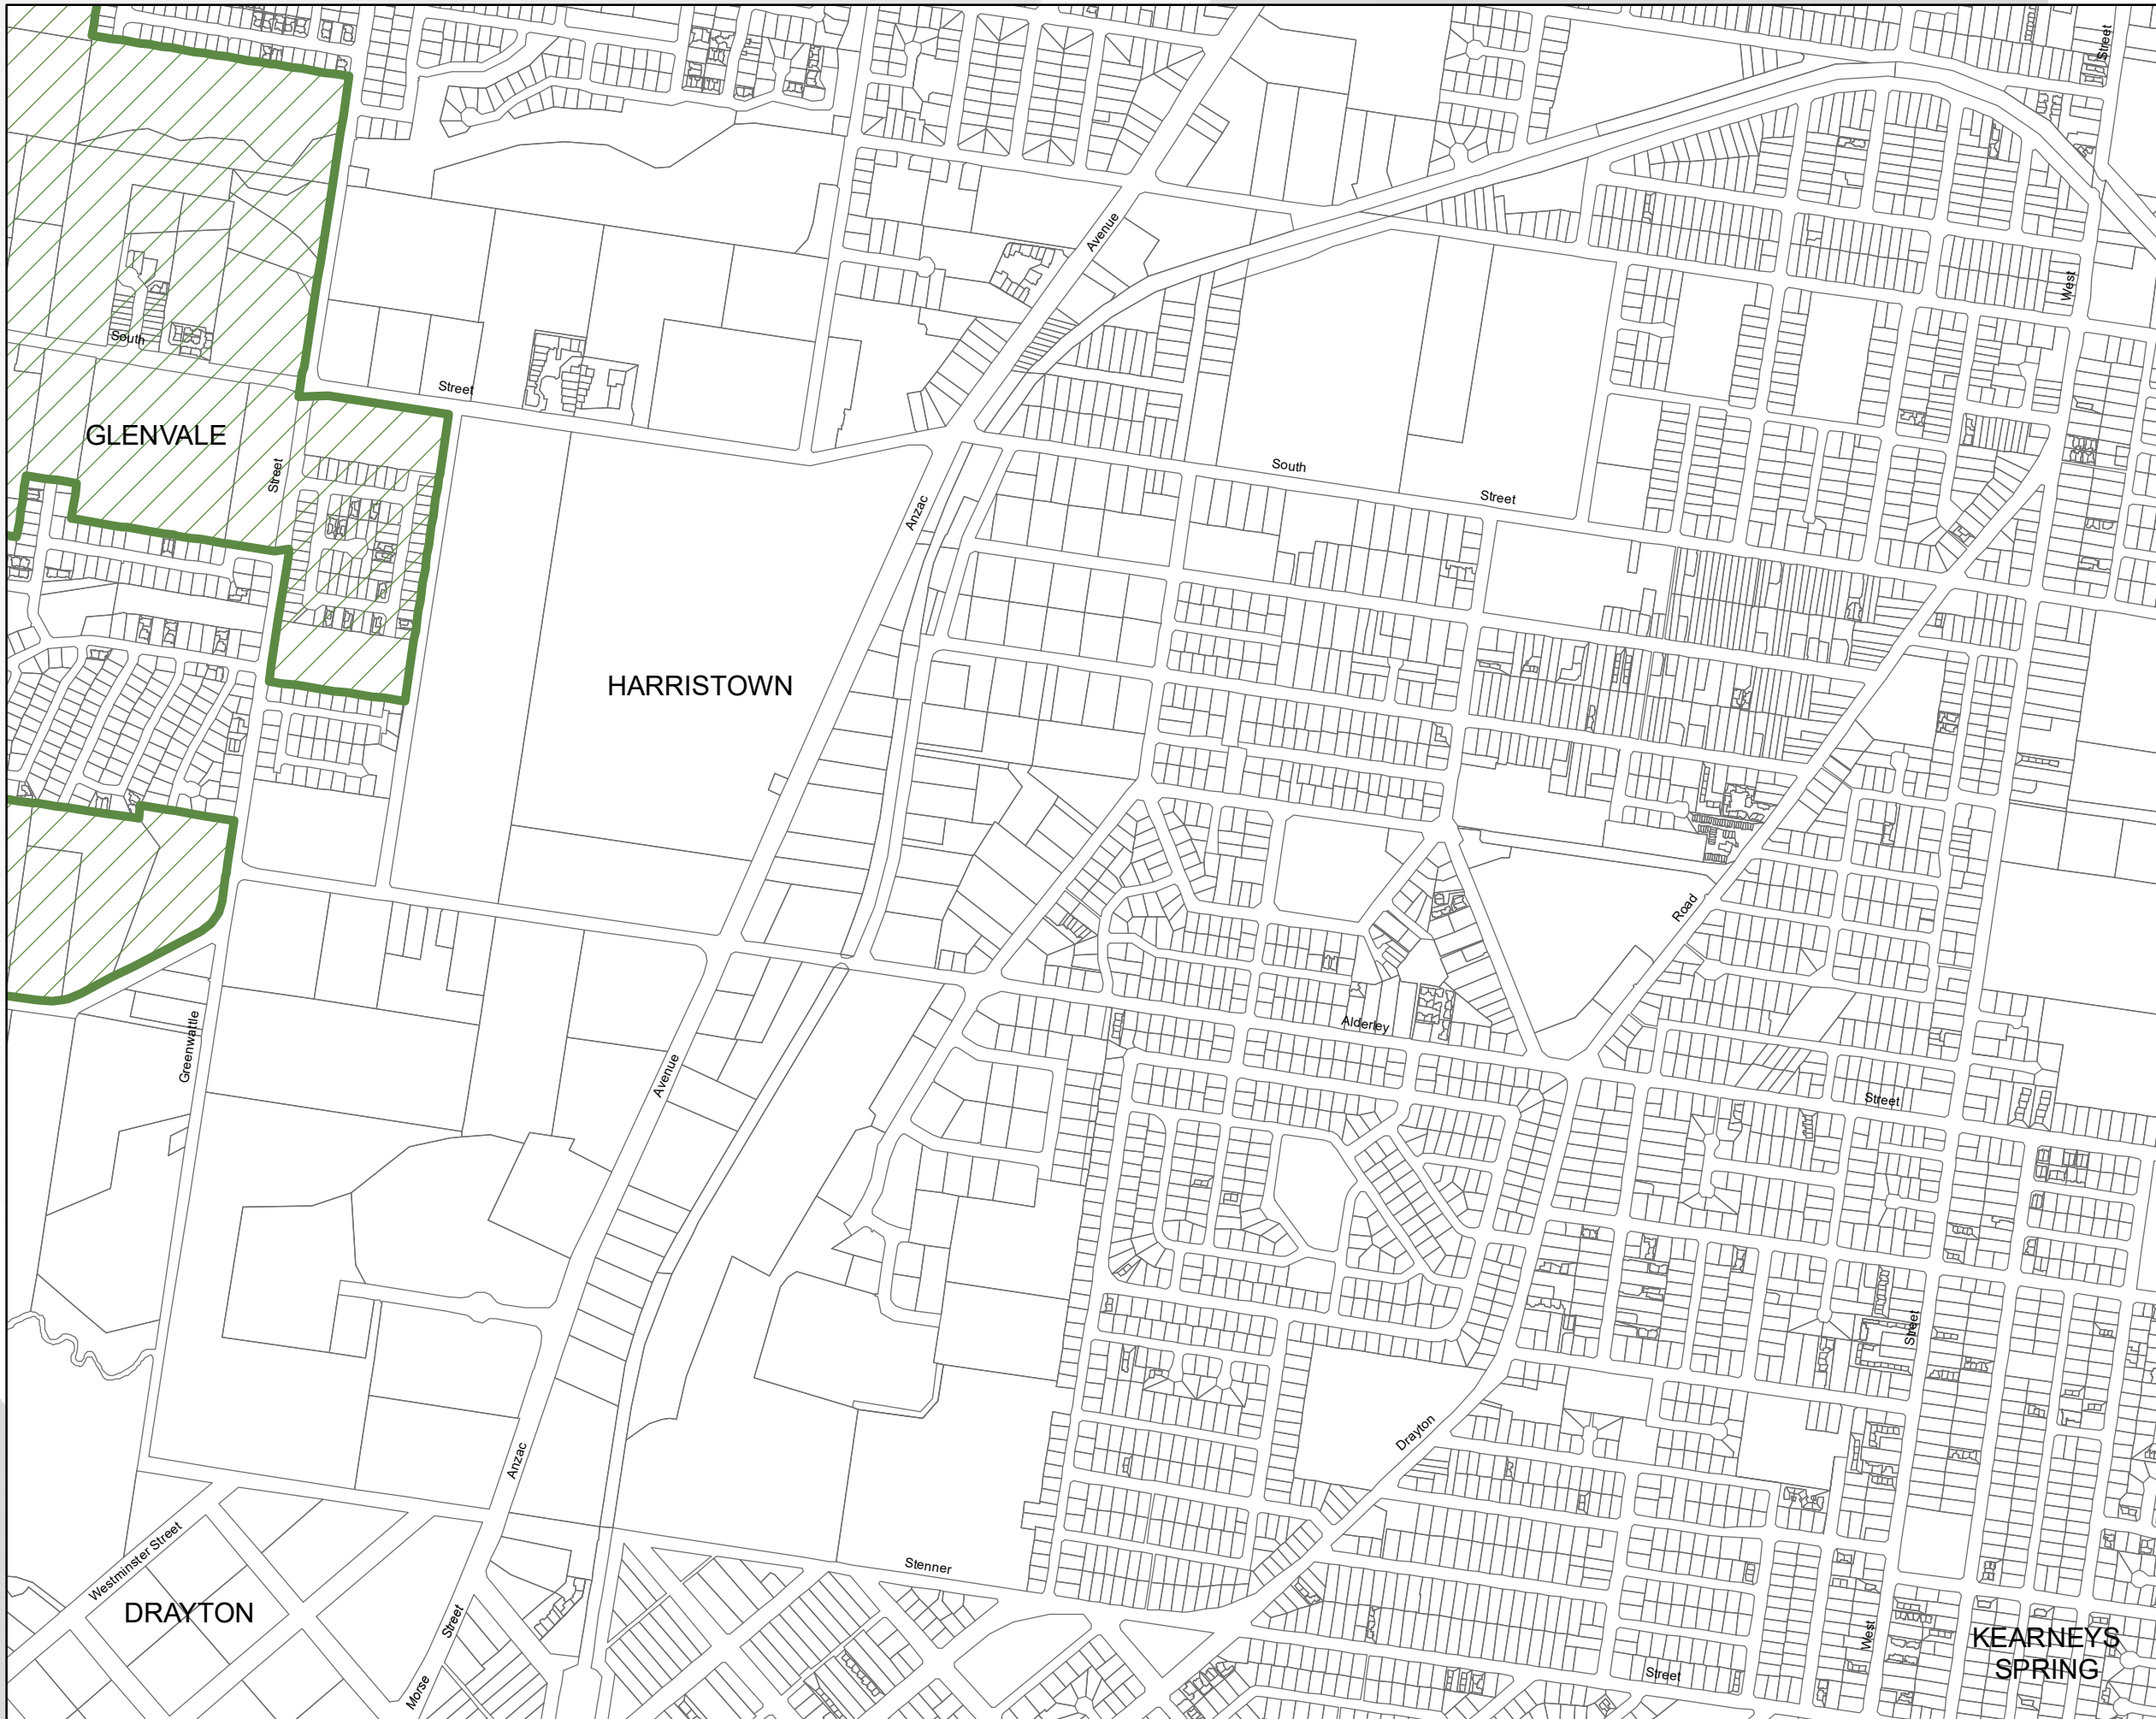 Street
Avenue
West
South
Street
GLENVALE
Street
South
Street
Anzac
HARRISTOWN
Road
Alderley
Greenwattle
Avenue
Street
Street
Drayton
Anzac
Westminster Street
Stenner
DRAYTON
Street
West
KEARNEYS
SPRING
Street
Morse